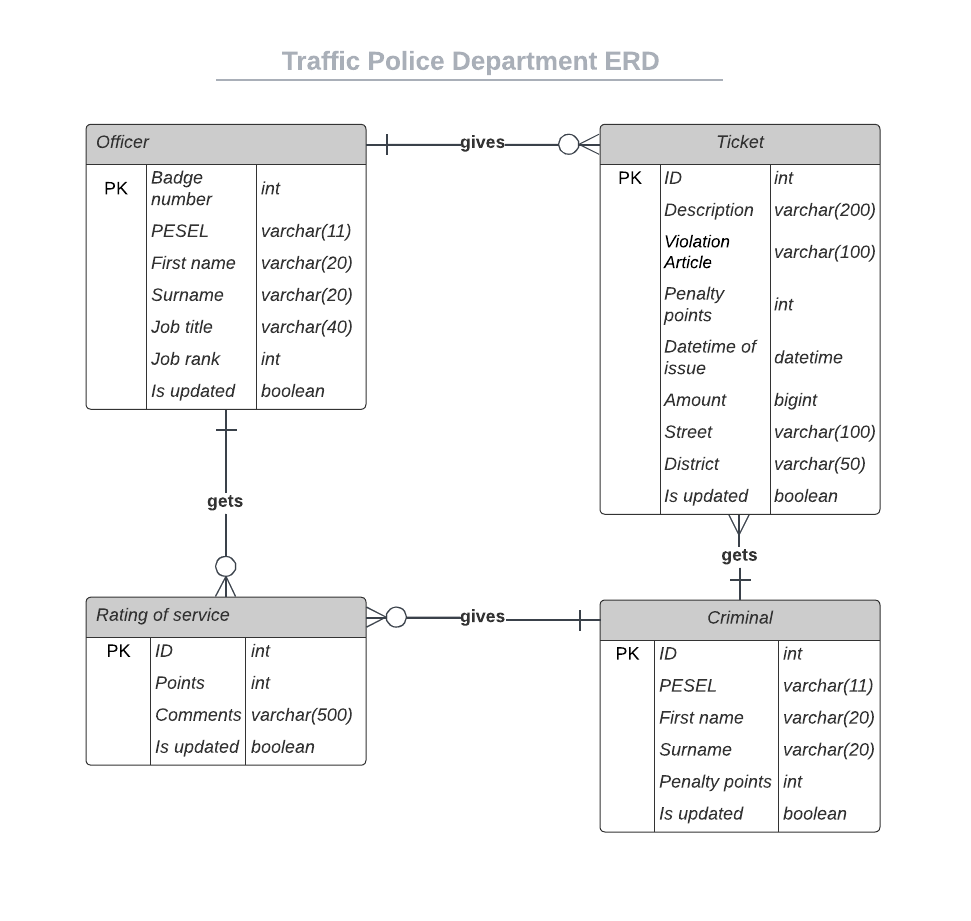 Traffic Police Department ERD
Officer
PK Badge number int
PESEL varchar(11)
First name varchar(20)
Surname varchar(20)
Job title varchar(40)
Job rank int
Is updated boolean
gives
Ticket
PK ID int
Description varchar(200)
Violation Article varchar(100)
Penalty points int
Datetime of issue datetime
Amount bigint
Street varchar(100)
District varchar(50)
Is updated boolean
gets
gets
Rating of service
PK ID int
Points int
Comments varchar(500)
Is updated boolean
gives
Criminal
PK ID int
PESEL varchar(11)
First name varchar(20)
Surname varchar(20)
Penalty points int
Is updated boolean